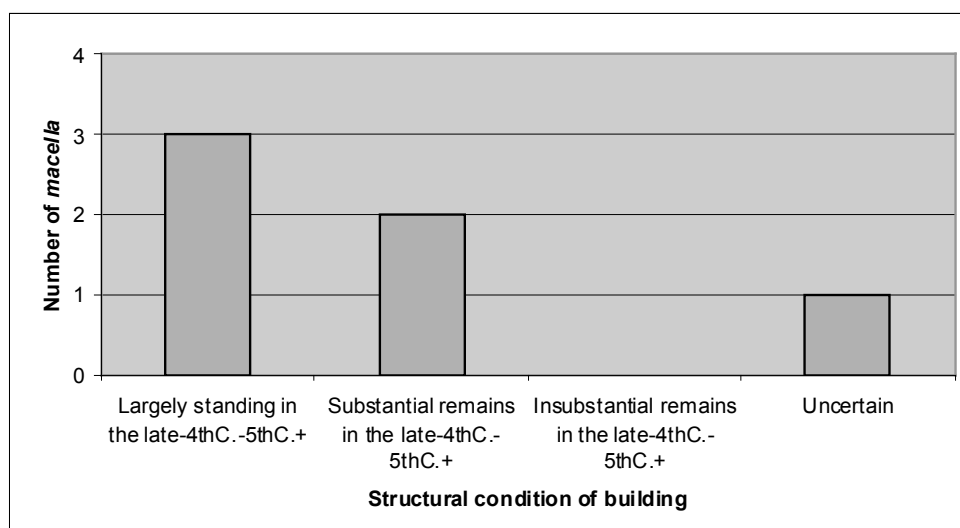 4
3
2
1
0
Number of macella
Largely standing in
the late-4thC.-5thC.+
Substantial remains
in the late-4thC.-
5thC.+
Insubstantial remains
in the late-4thC.-
5thC.+
Uncertain
Structural condition of building